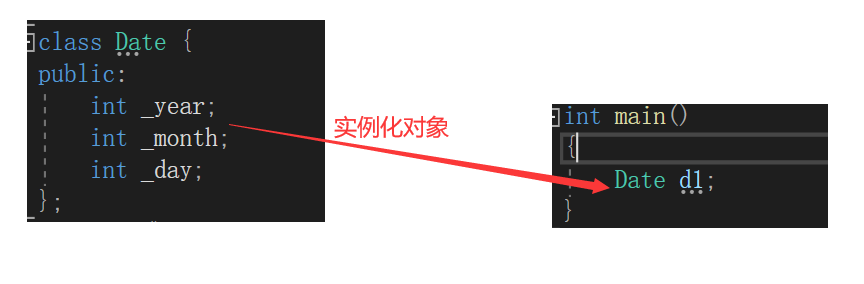 class Date {
public:
    int _year;
    int _month;
    int _day;
};
实例化对象
int main()
{
    Date d1;
}